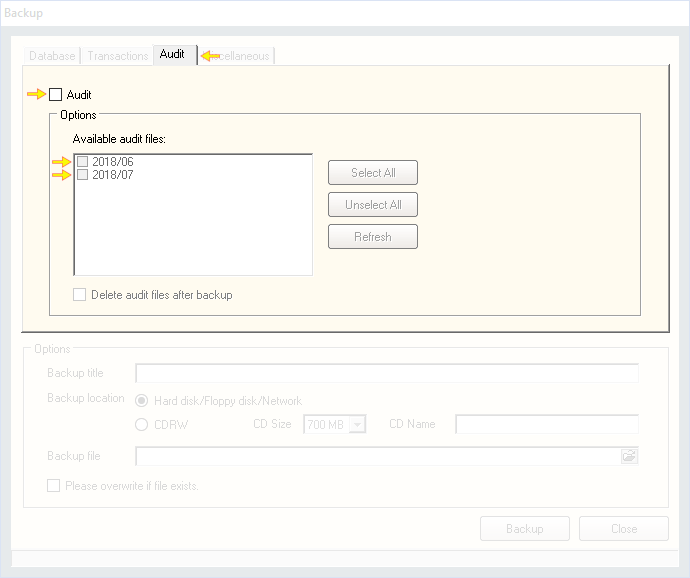 Backup
Database Transactions Audit cellaneous
Audit
Options
Available audit files:
2018/06
2018/07
Select All
Unselect All
Refresh
Delete audit files after backup
Options
Backup title
Backup location Hard disk/Floppy disk/Network
CDRW CD Size 700 MB CD Name
Backup file
Please overwrite if file exists.
Backup Close